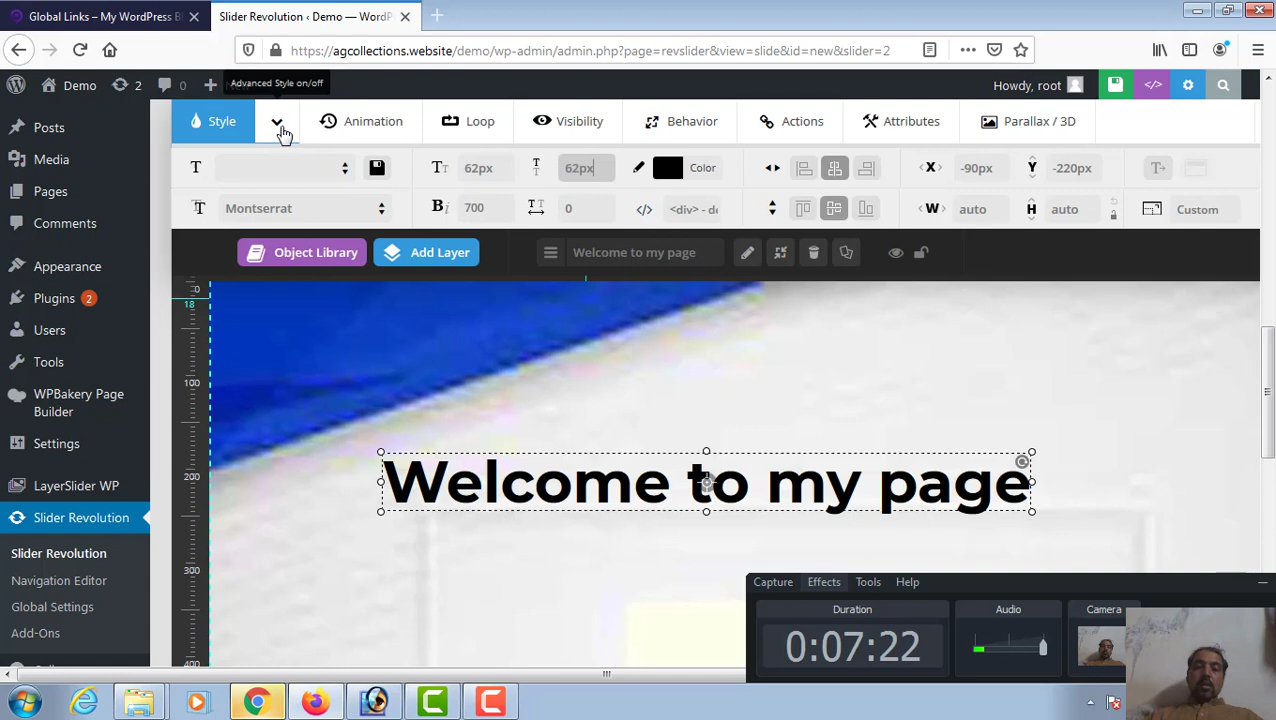 Global Links – My WordPress B
Slider Revolution ‹ Demo — WordP
https://agcollections.website/demo/wp-admin/admin.php?page=revslider&view=slide&id=new&slider=2
Demo
2
0
Advanced Style on/off
Howdy, root
Posts
Media
Pages
Comments
Appearance
Plugins 2
Users
Tools
WPBakery Page
Builder
Settings
LayerSlider WP
Slider Revolution
Slider Revolution
Navigation Editor
Global Settings
Add-Ons
Style
Animation
Loop
Visibility
Behavior
Actions
Attributes
Parallax / 3D
62px
62px
Color
X -90px
Y -220px
Montserrat
700
0
<div> - de
W auto
H auto
Custom
Object Library
Add Layer
Welcome to my page
0
18
100
200
300
400
Welcome to my page
Capture Effects Tools Help
Duration
0:07:22
Audio
Camera